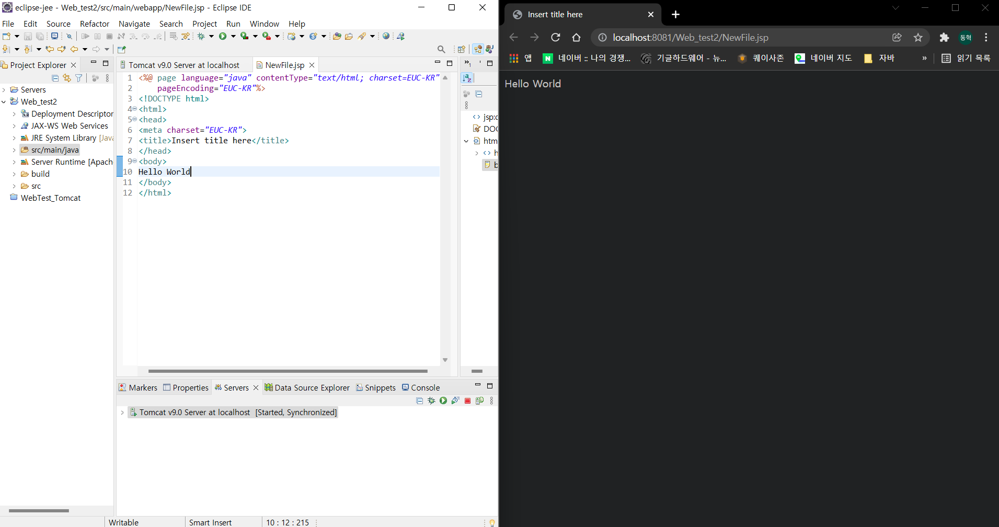 eclipse-jee - Web_test2/src/main/webapp/NewFile.jsp - Eclipse IDE
File Edit Source Refactor Navigate Search Project Run Window Help
Project Explorer
Servers
Web_test2
Deployment Descriptor
JAX-WS Web Services
JRE System Library [Java
src/main/java
Server Runtime [Apach
build
src
WebTest_Tomcat
Tomcat v9.0 Server at localhost NewFile.jsp
1 <%@ page language="java" contentType="text/html; charset=EUC-KR"
2 pageEncoding="EUC-KR"%>
3 <!DOCTYPE html>
4 <html>
5 <head>
6 <meta charset="EUC-KR">
7 <title>Insert title here</title>
8 </head>
9 <body>
10 Hello World
11 </body>
12 </html>
jsp:
DOC
htm
h
b
Markers Properties Servers Data Source Explorer Snippets Console
Tomcat v9.0 Server at localhost [Started, Synchronized]
Writable Smart Insert 10 : 12 : 215
Insert title here
localhost:8081/Web_test2/NewFile.jsp 동혁
앱 네이버 :: 나의 경쟁... 기글하드웨어 - 뉴... 퀘이사존 네이버 지도 자바 » 읽기 목록
Hello World